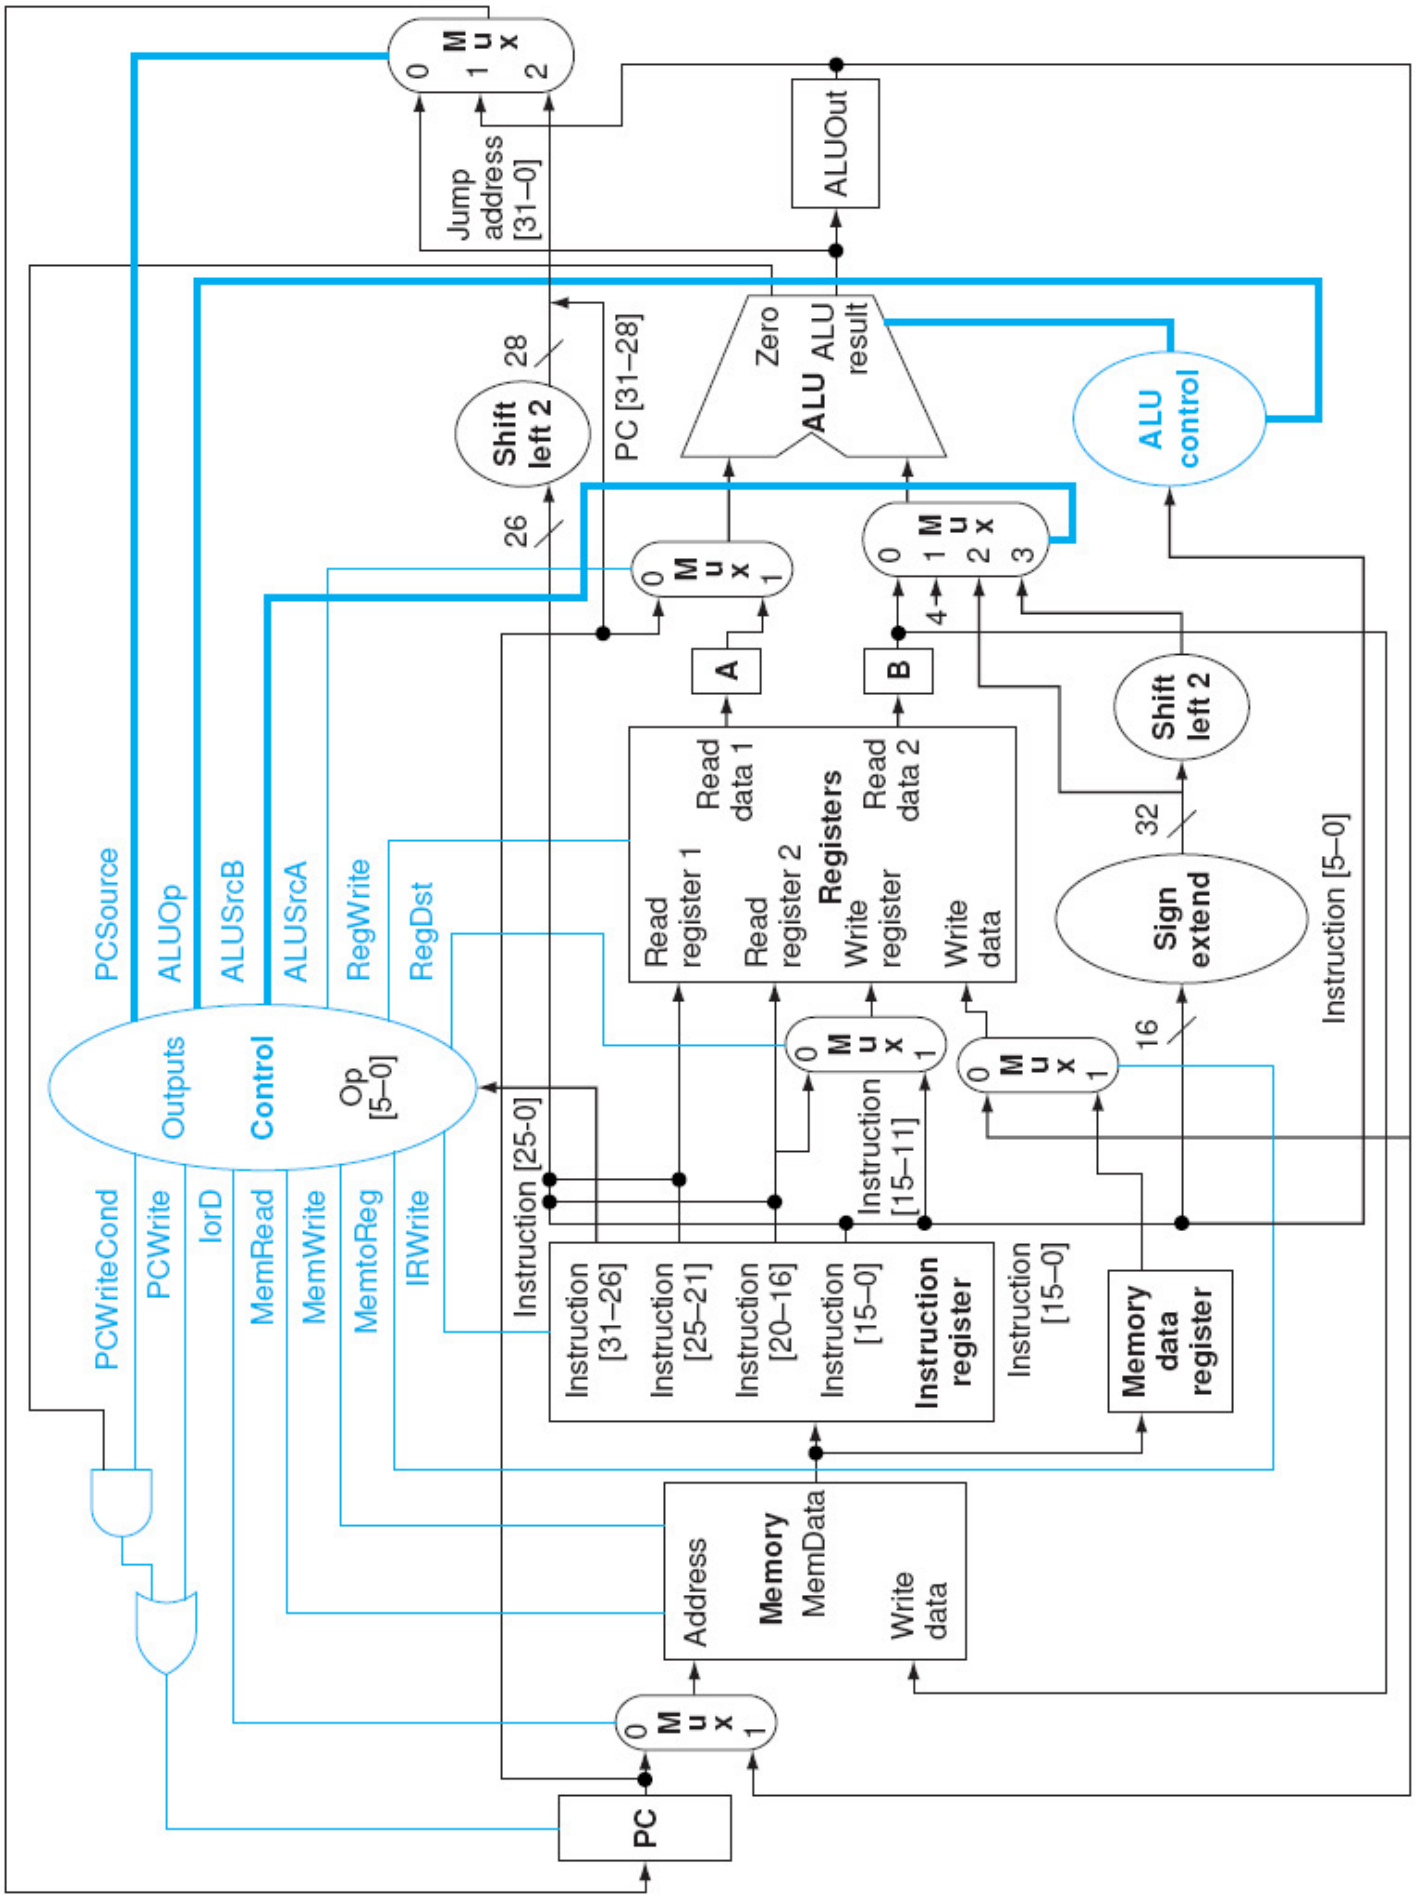 PCWriteCond
PCWrite
IorD
MemRead
MemWrite
MemtoReg
IRWrite
Outputs
Control
Op
[5–0]
PCSource
ALUOp
ALUSrcB
ALUSrcA
RegWrite
RegDst
PC
0
M
u
x
1
Address
Memory
MemData
Write
data
Instruction
[31–26]
Instruction
[25–21]
Instruction
[20–16]
Instruction
[15–0]
Instruction
register
Instruction
[15–0]
Memory
data
register
Instruction [25-0]
Instruction
[15–11]
0
M
u
x
1
0
M
u
x
1
16
Read
register 1
Read
register 2
Write
register
Write
data
Registers
Read
data 1
Read
data 2
Sign
extend
32
Instruction [5–0]
Shift
left 2
A
B
4
0
M
u
x
1
0
1
2
3
M
u
x
26
Shift
left 2
28
PC [31–28]
Zero
ALU
ALU
result
ALU
control
Jump
address
[31–0]
ALUOut
0
1
2
M
u
x